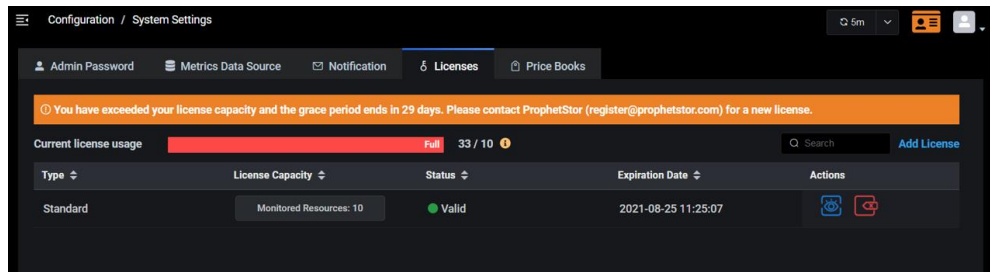 Configuration / System Settings
5m
Admin Password
Metrics Data Source
Notification
Licenses
Price Books
You have exceeded your license capacity and the grace period ends in 29 days. Please contact ProphetStor (register@prophetstor.com) for a new license.
Current license usage
Full
33 / 10
Search
Add License
Type
License Capacity
Status
Expiration Date
Actions
Standard
Monitored Resources: 10
Valid
2021-08-25 11:25:07